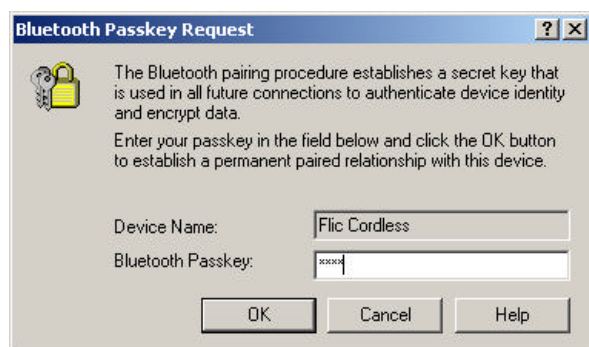 Bluetooth Passkey Request
The Bluetooth pairing procedure establishes a secret key that
is used in all future connections to authenticate device identity
and encrypt data.
Enter your passkey in the field below and click the OK button
to establish a permanent paired relationship with this device.
Device Name: Flic Cordless
Bluetooth Passkey: xxxx
OK Cancel Help